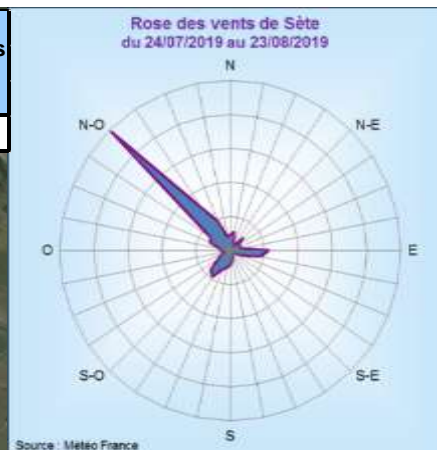 s
Rose des vents de Sète
du 24/07/2019 au 23/08/2019
N
N-O
N-E
O
E
S-O
S-E
S
Source : Météo France